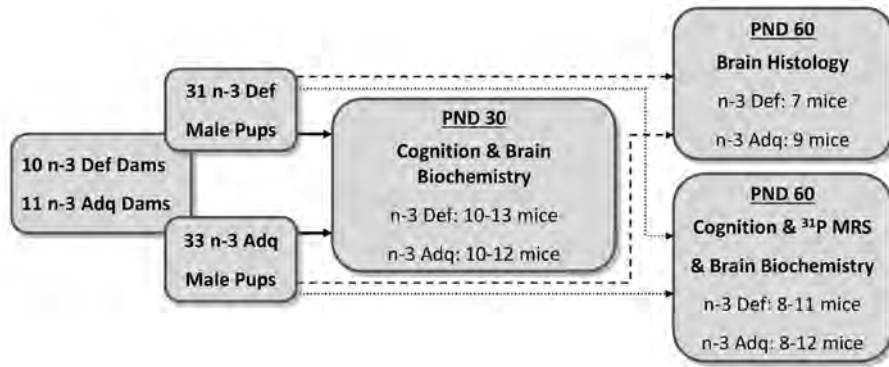 10 n-3 Def Dams
11 n-3 Adq Dams
31 n-3 Def
Male Pups
33 n-3 Adq
Male Pups
PND 30
Cognition & Brain
Biochemistry
n-3 Def: 10-13 mice
n-3 Adq: 10-12 mice
PND 60
Brain Histology
n-3 Def: 7 mice
n-3 Adq: 9 mice
PND 60
Cognition & ³¹P MRS
& Brain Biochemistry
n-3 Def: 8-11 mice
n-3 Adq: 8-12 mice